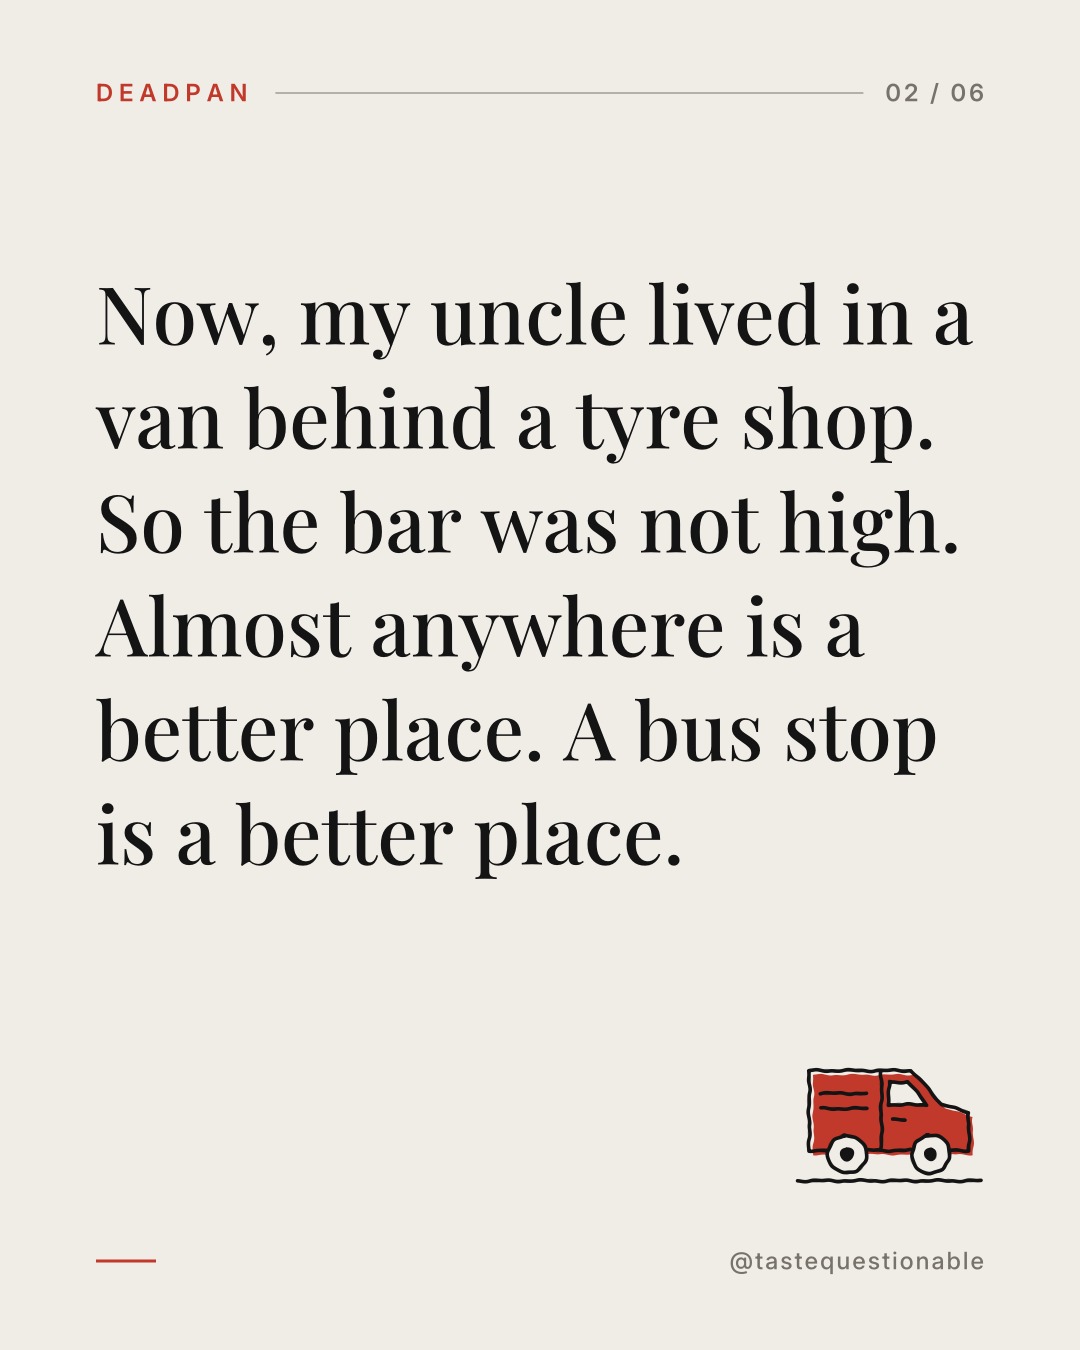 DEADPAN 02 / 06
Now, my uncle lived in a
van behind a tyre shop.
So the bar was not high.
Almost anywhere is a
better place. A bus stop
is a better place.
@tastequestionable